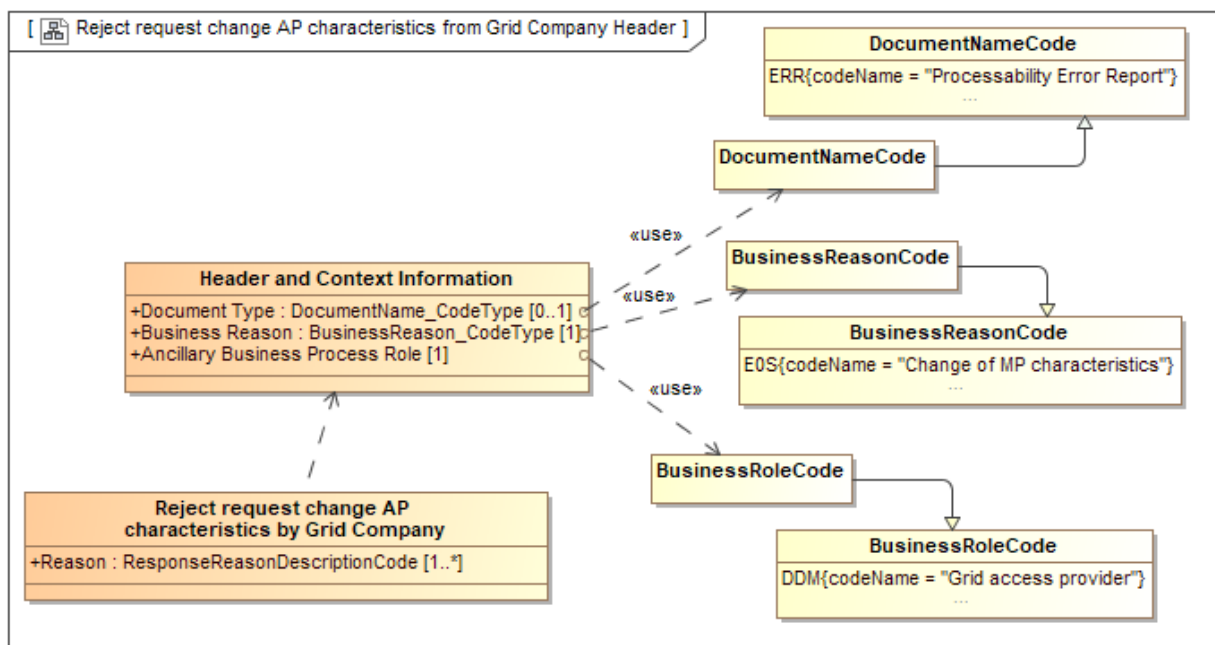 [ Reject request change AP characteristics from Grid Company Header ]
DocumentNameCode
ERR{codeName = "Processability Error Report"}
...
DocumentNameCode
«use»
BusinessReasonCode
Header and Context Information
«use»
+Document Type : DocumentName_CodeType [0..1]
+Business Reason : BusinessReason_CodeType [1]
+Ancillary Business Process Role [1]
BusinessReasonCode
E0S{codeName = "Change of MP characteristics"}
...
«use»
BusinessRoleCode
Reject request change AP
characteristics by Grid Company
+Reason : ResponseReasonDescriptionCode [1..*]
BusinessRoleCode
DDM{codeName = "Grid access provider"}
...